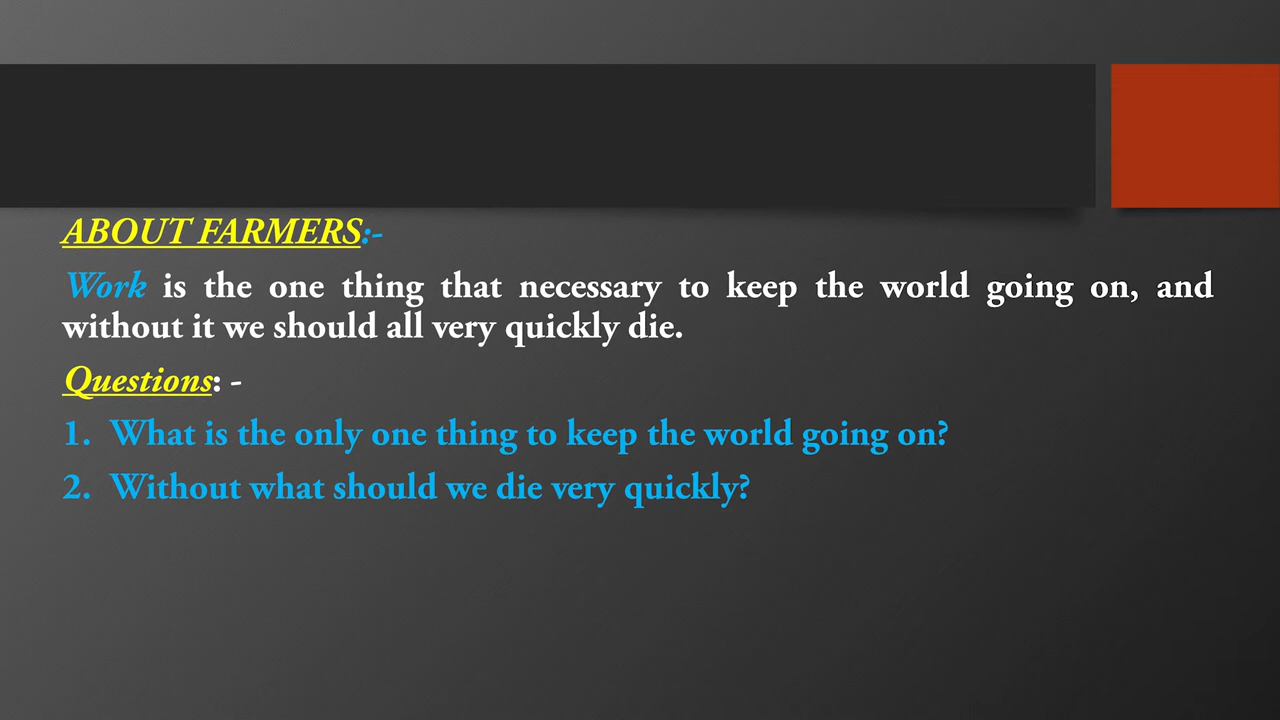 ABOUT FARMERS:-
Work is the one thing that necessary to keep the world going on, and
without it we should all very quickly die.
Questions: -
1. What is the only one thing to keep the world going on?
2. Without what should we die very quickly?